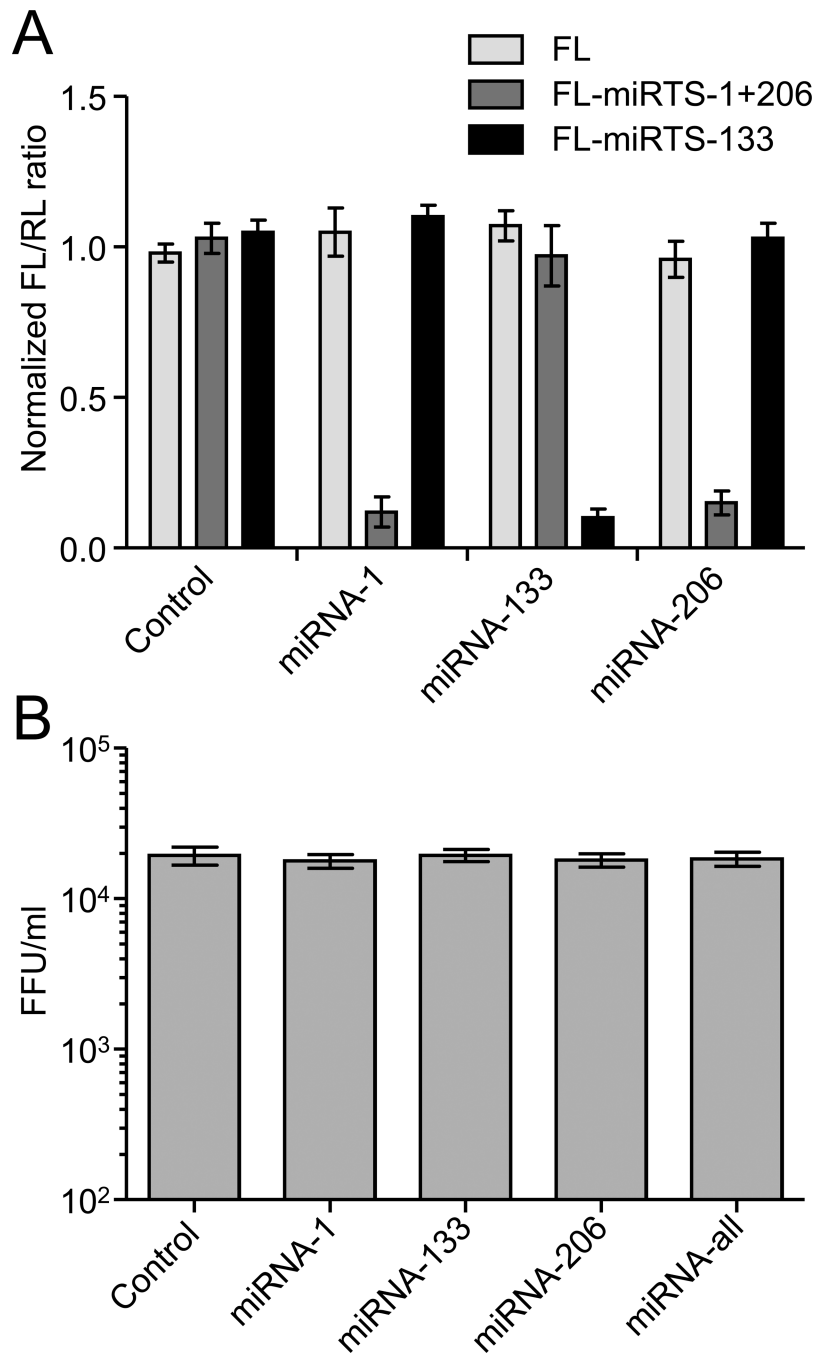 A
FL
FL-miRTS-1+206
FL-miRTS-133
Normalized FL/RL ratio
1.5
1.0
0.5
0.0
Control
miRNA-1
miRNA-133
miRNA-206
B
FFU/ml
10⁵
10⁴
10³
10²
Control
miRNA-1
miRNA-133
miRNA-206
miRNA-all